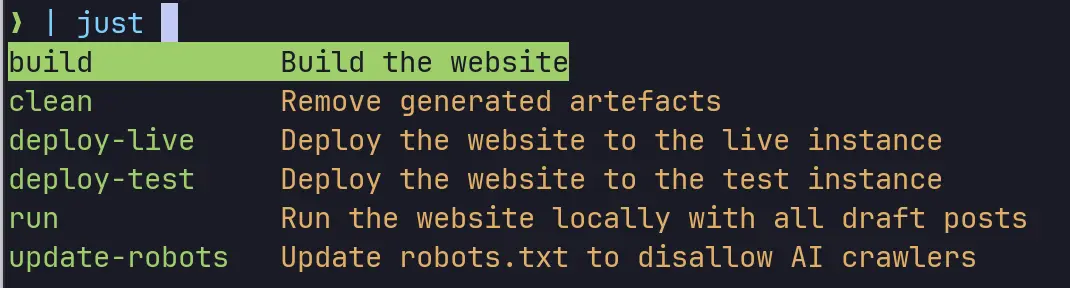 ❯ | just
build Build the website
clean Remove generated artefacts
deploy-live Deploy the website to the live instance
deploy-test Deploy the website to the test instance
run Run the website locally with all draft posts
update-robots Update robots.txt to disallow AI crawlers